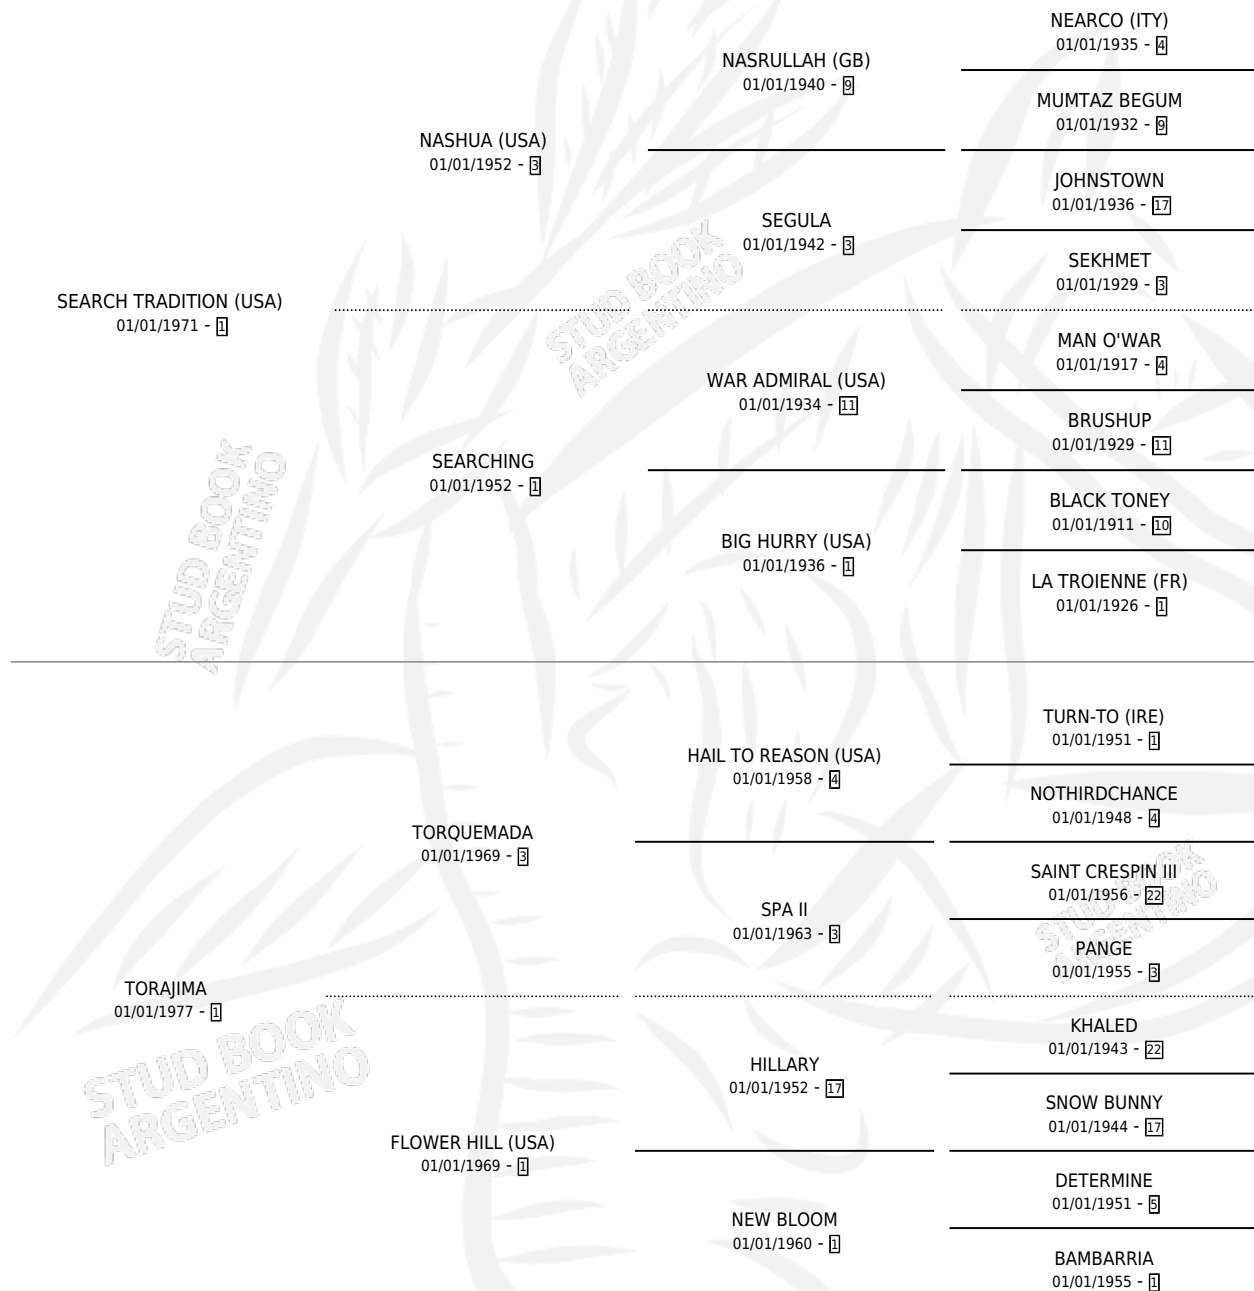 NEARCO (ITY)
01/01/1935 - 4
NASRULLAH (GB)
01/01/1940 - 9
MUMTAZ BEGUM
01/01/1932 - 9
NASHUA (USA)
01/01/1952 - 3
JOHNSTOWN
01/01/1936 - 17
SEGULA
01/01/1942 - 3
SEKHMET
01/01/1929 - 3
SEARCH TRADITION (USA)
01/01/1971 - 1
MAN O'WAR
01/01/1917 - 4
WAR ADMIRAL (USA)
01/01/1934 - 11
BRUSHUP
01/01/1929 - 11
SEARCHING
01/01/1952 - 1
BLACK TONEY
01/01/1911 - 10
BIG HURRY (USA)
01/01/1936 - 1
LA TROIENNE (FR)
01/01/1926 - 1
TURN-TO (IRE)
01/01/1951 - 1
HAIL TO REASON (USA)
01/01/1958 - 4
NOTHIRDCHANCE
01/01/1948 - 4
TORQUEMADA
01/01/1969 - 3
SAINT CRESPIN III
01/01/1956 - 22
SPA II
01/01/1963 - 3
PANGE
01/01/1955 - 3
TORAJIMA
01/01/1977 - 1
KHALED
01/01/1943 - 22
HILLARY
01/01/1952 - 17
SNOW BUNNY
01/01/1944 - 17
FLOWER HILL (USA)
01/01/1969 - 1
DETERMINE
01/01/1951 - 5
NEW BLOOM
01/01/1960 - 1
BAMBARRIA
01/01/1955 - 1
STUD BOOK
ARGENTINO
STUD BOOK
ARGENTINO
STUD BOOK
ARGENTINO
STUD BOOK
ARGENTINO